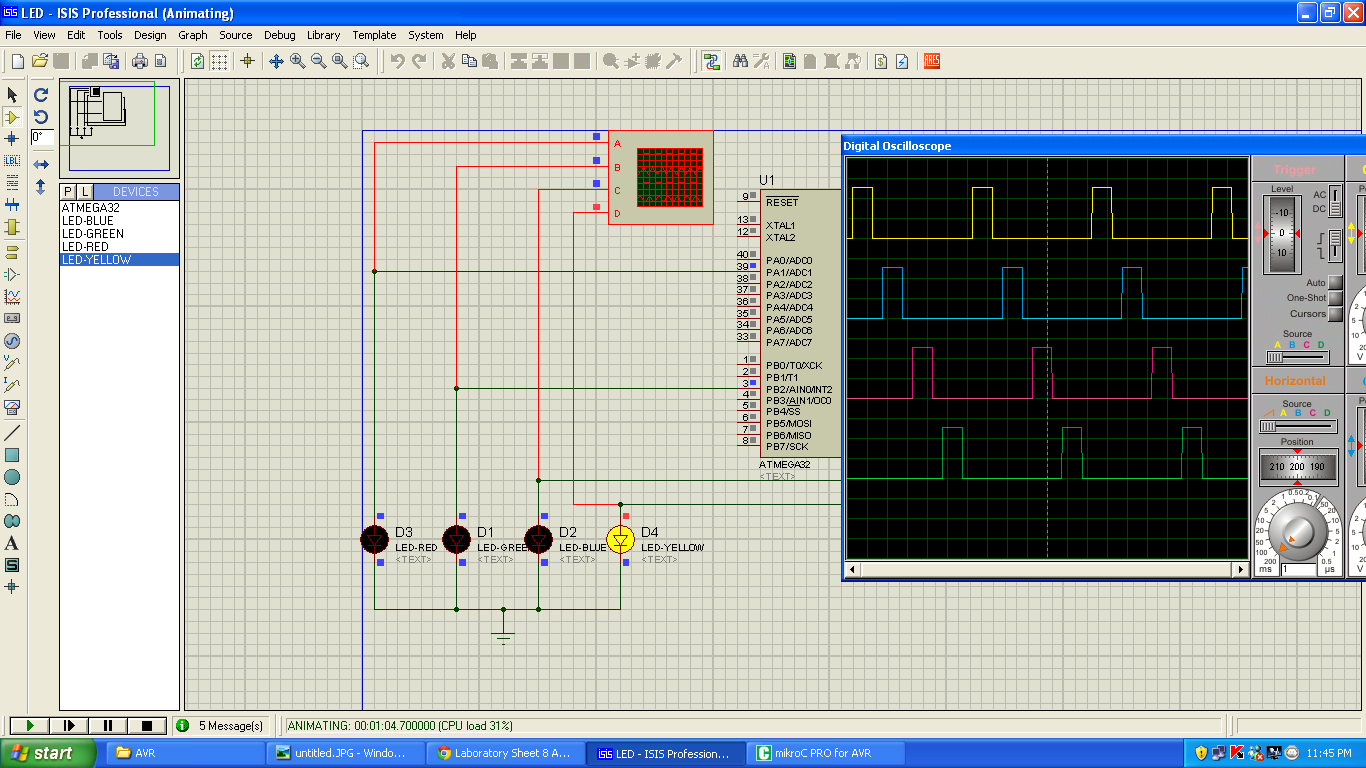 LED - ISIS Professional (Animating)
File View Edit Tools Design Graph Source Debug Library Template System Help
ARES
0°
LBL
P L DEVICES
ATMEGA32
LED-BLUE
LED-GREEN
LED-RED
LED-YELLOW
A
S
A
B
C
D
U1
9 RESET
13 XTAL1
12 XTAL2
40 PA0/ADC0
39 PA1/ADC1
38 PA2/ADC2
37 PA3/ADC3
36 PA4/ADC4
35 PA5/ADC5
34 PA6/ADC6
33 PA7/ADC7
1 PB0/T0/XCK
2 PB1/T1
3 PB2/AIN0/INT2
4 PB3/AIN1/OC0
5 PB4/SS
6 PB5/MOSI
7 PB6/MISO
8 PB7/SCK
ATMEGA32
<TEXT>
D3
LED-RED
<TEXT>
D1
LED-GREE
<TEXT>
D2
LED-BLUE
<TEXT>
D4
LED-YELLOW
<TEXT>
Digital Oscilloscope
Trigger
Level
AC
DC
-10
0
10
Auto
One-Shot
Cursors
Source
A B C D
Horizontal
Source
A B C D
Position
210 200 190
ms
1
µs
5 Message(s)
ANIMATING: 00:01:04.700000 (CPU load 31%)
start
AVR
untitled.JPG - Windo...
Laboratory Sheet 8 A...
LED - ISIS Profession...
mikroC PRO for AVR
11:45 PM